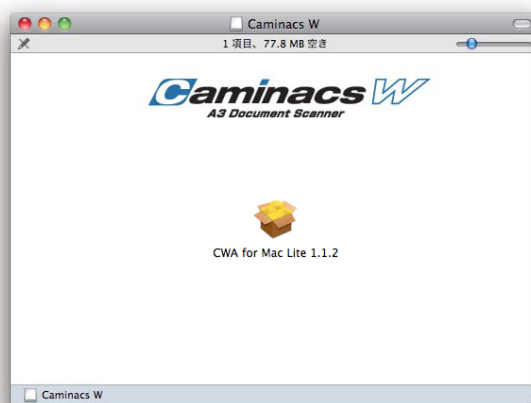 Caminacs W
1 項目、77.8 MB 空き
Caminacs W
A3 Document Scanner
CWA for Mac Lite 1.1.2
Caminacs W